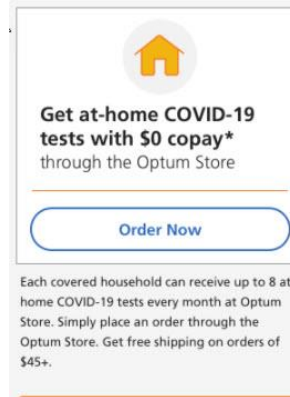 Get at-home COVID-19
tests with $0 copay*
through the Optum Store
Order Now
Each covered household can receive up to 8 at
home COVID-19 tests every month at Optum
Store. Simply place an order through the
Optum Store. Get free shipping on orders of
$45+.